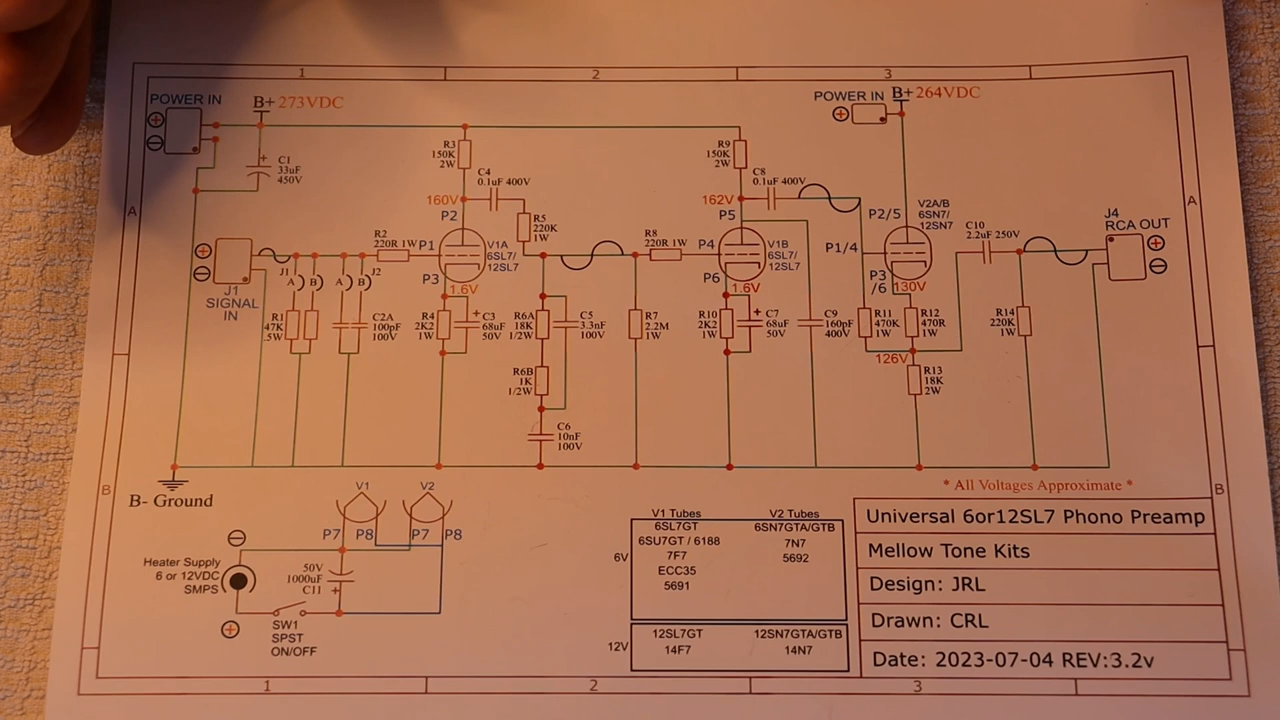 1
2
3
POWER IN
B+ 273VDC
C1
33uF
450V
A
R3
150K
2W
C4
0.1uF 400V
160V
P2
R5
220K
1W
R2
220R 1W
P1
V1A
6SL7/
12SL7
P3
1.6V
J1
SIGNAL
IN
J1
A
B
A
B
J2
R1
47K
.5W
C2A
100pF
100V
R4
2K2
1W
C3
68uF
50V
R6A
18K
1/2W
C5
3.3nF
100V
R6B
1K
1/2W
C6
10nF
100V
R7
2.2M
1W
R8
220R 1W
R9
150K
2W
162V
P5
P4
V1B
6SL7/
12SL7
P6
1.6V
R10
2K2
1W
C7
68uF
50V
C8
0.1uF 400V
C9
160pF
400V
POWER IN
B+ 264VDC
P2/5
V2A/B
6SN7/
12SN7
P1/4
P3
/6
130V
R11
470K
1W
R12
470R
1W
126V
R13
18K
2W
C10
2.2uF 250V
R14
220K
1W
J4
RCA OUT
A
B
B
B- Ground
* All Voltages Approximate *
V1
V2
P7
P8
P7
P8
Heater Supply
6 or 12VDC
SMPS
50V
1000uF
C11
SW1
SPST
ON/OFF
V1 Tubes
V2 Tubes
6V
6SL7GT
6SN7GTA/GTB
6SU7GT / 6188
7N7
7F7
5692
ECC35
5691
12V
12SL7GT
12SN7GTA/GTB
14F7
14N7
Universal 6or12SL7 Phono Preamp
Mellow Tone Kits
Design: JRL
Drawn: CRL
Date: 2023-07-04 REV:3.2v
1
2
3